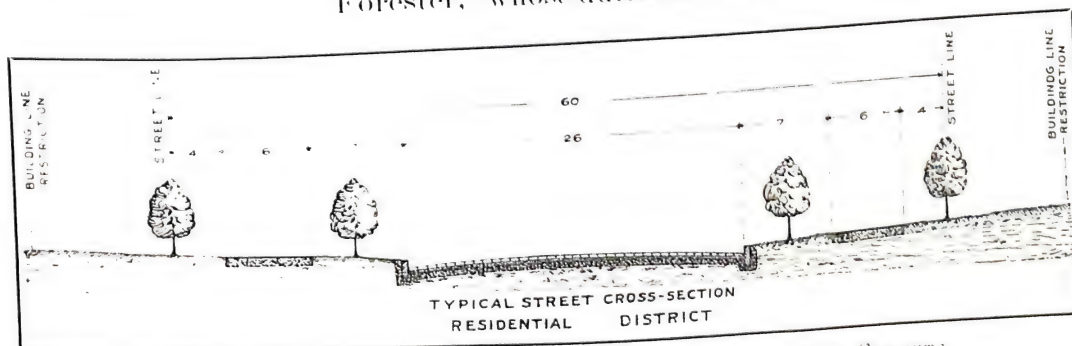 Forester, whose
BUILDING LINE
RESTRICTION
STREET LINE
60
26
4 6
7 6 4
STREET LINE
BUILDINDG LINE
RESTRICTION
TYPICAL STREET CROSS-SECTION
RESIDENTIAL DISTRICT